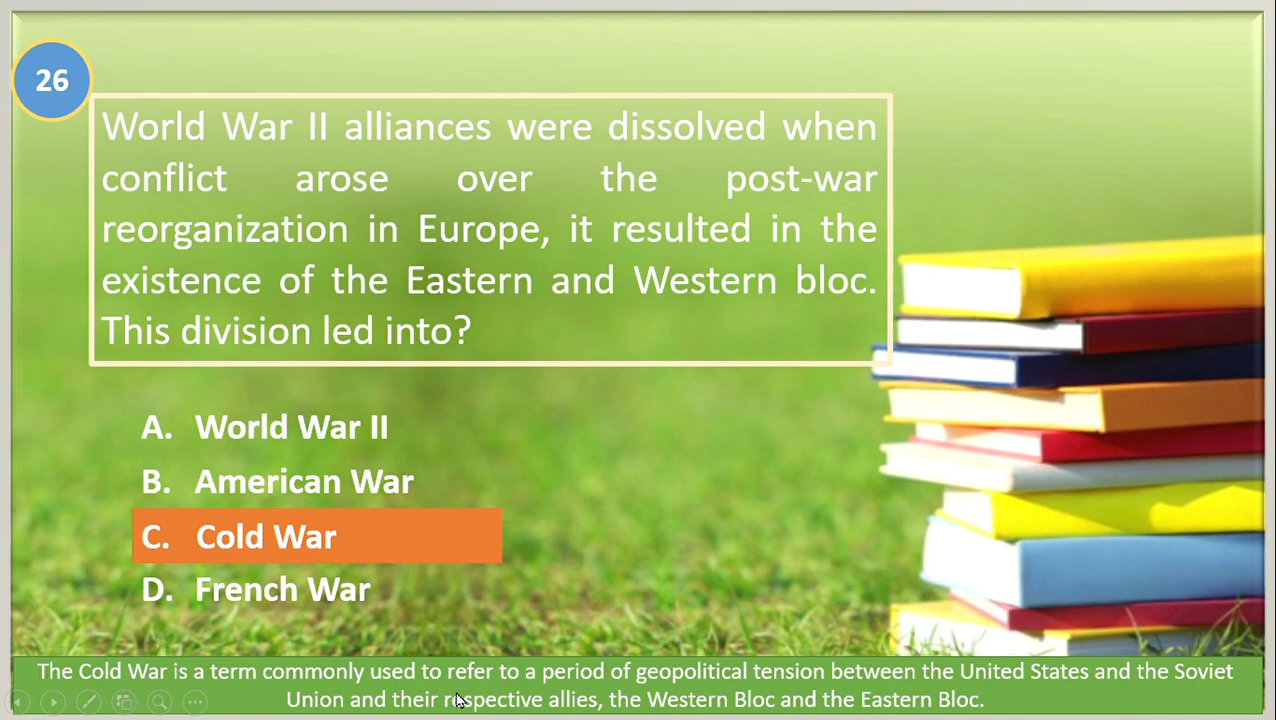 26
World War II alliances were dissolved when
conflict arose over the post-war
reorganization in Europe, it resulted in the
existence of the Eastern and Western bloc.
This division led into?
A. World War II
B. American War
C. Cold War
D. French War
The Cold War is a term commonly used to refer to a period of geopolitical tension between the United States and the Soviet
Union and their respective allies, the Western Bloc and the Eastern Bloc.